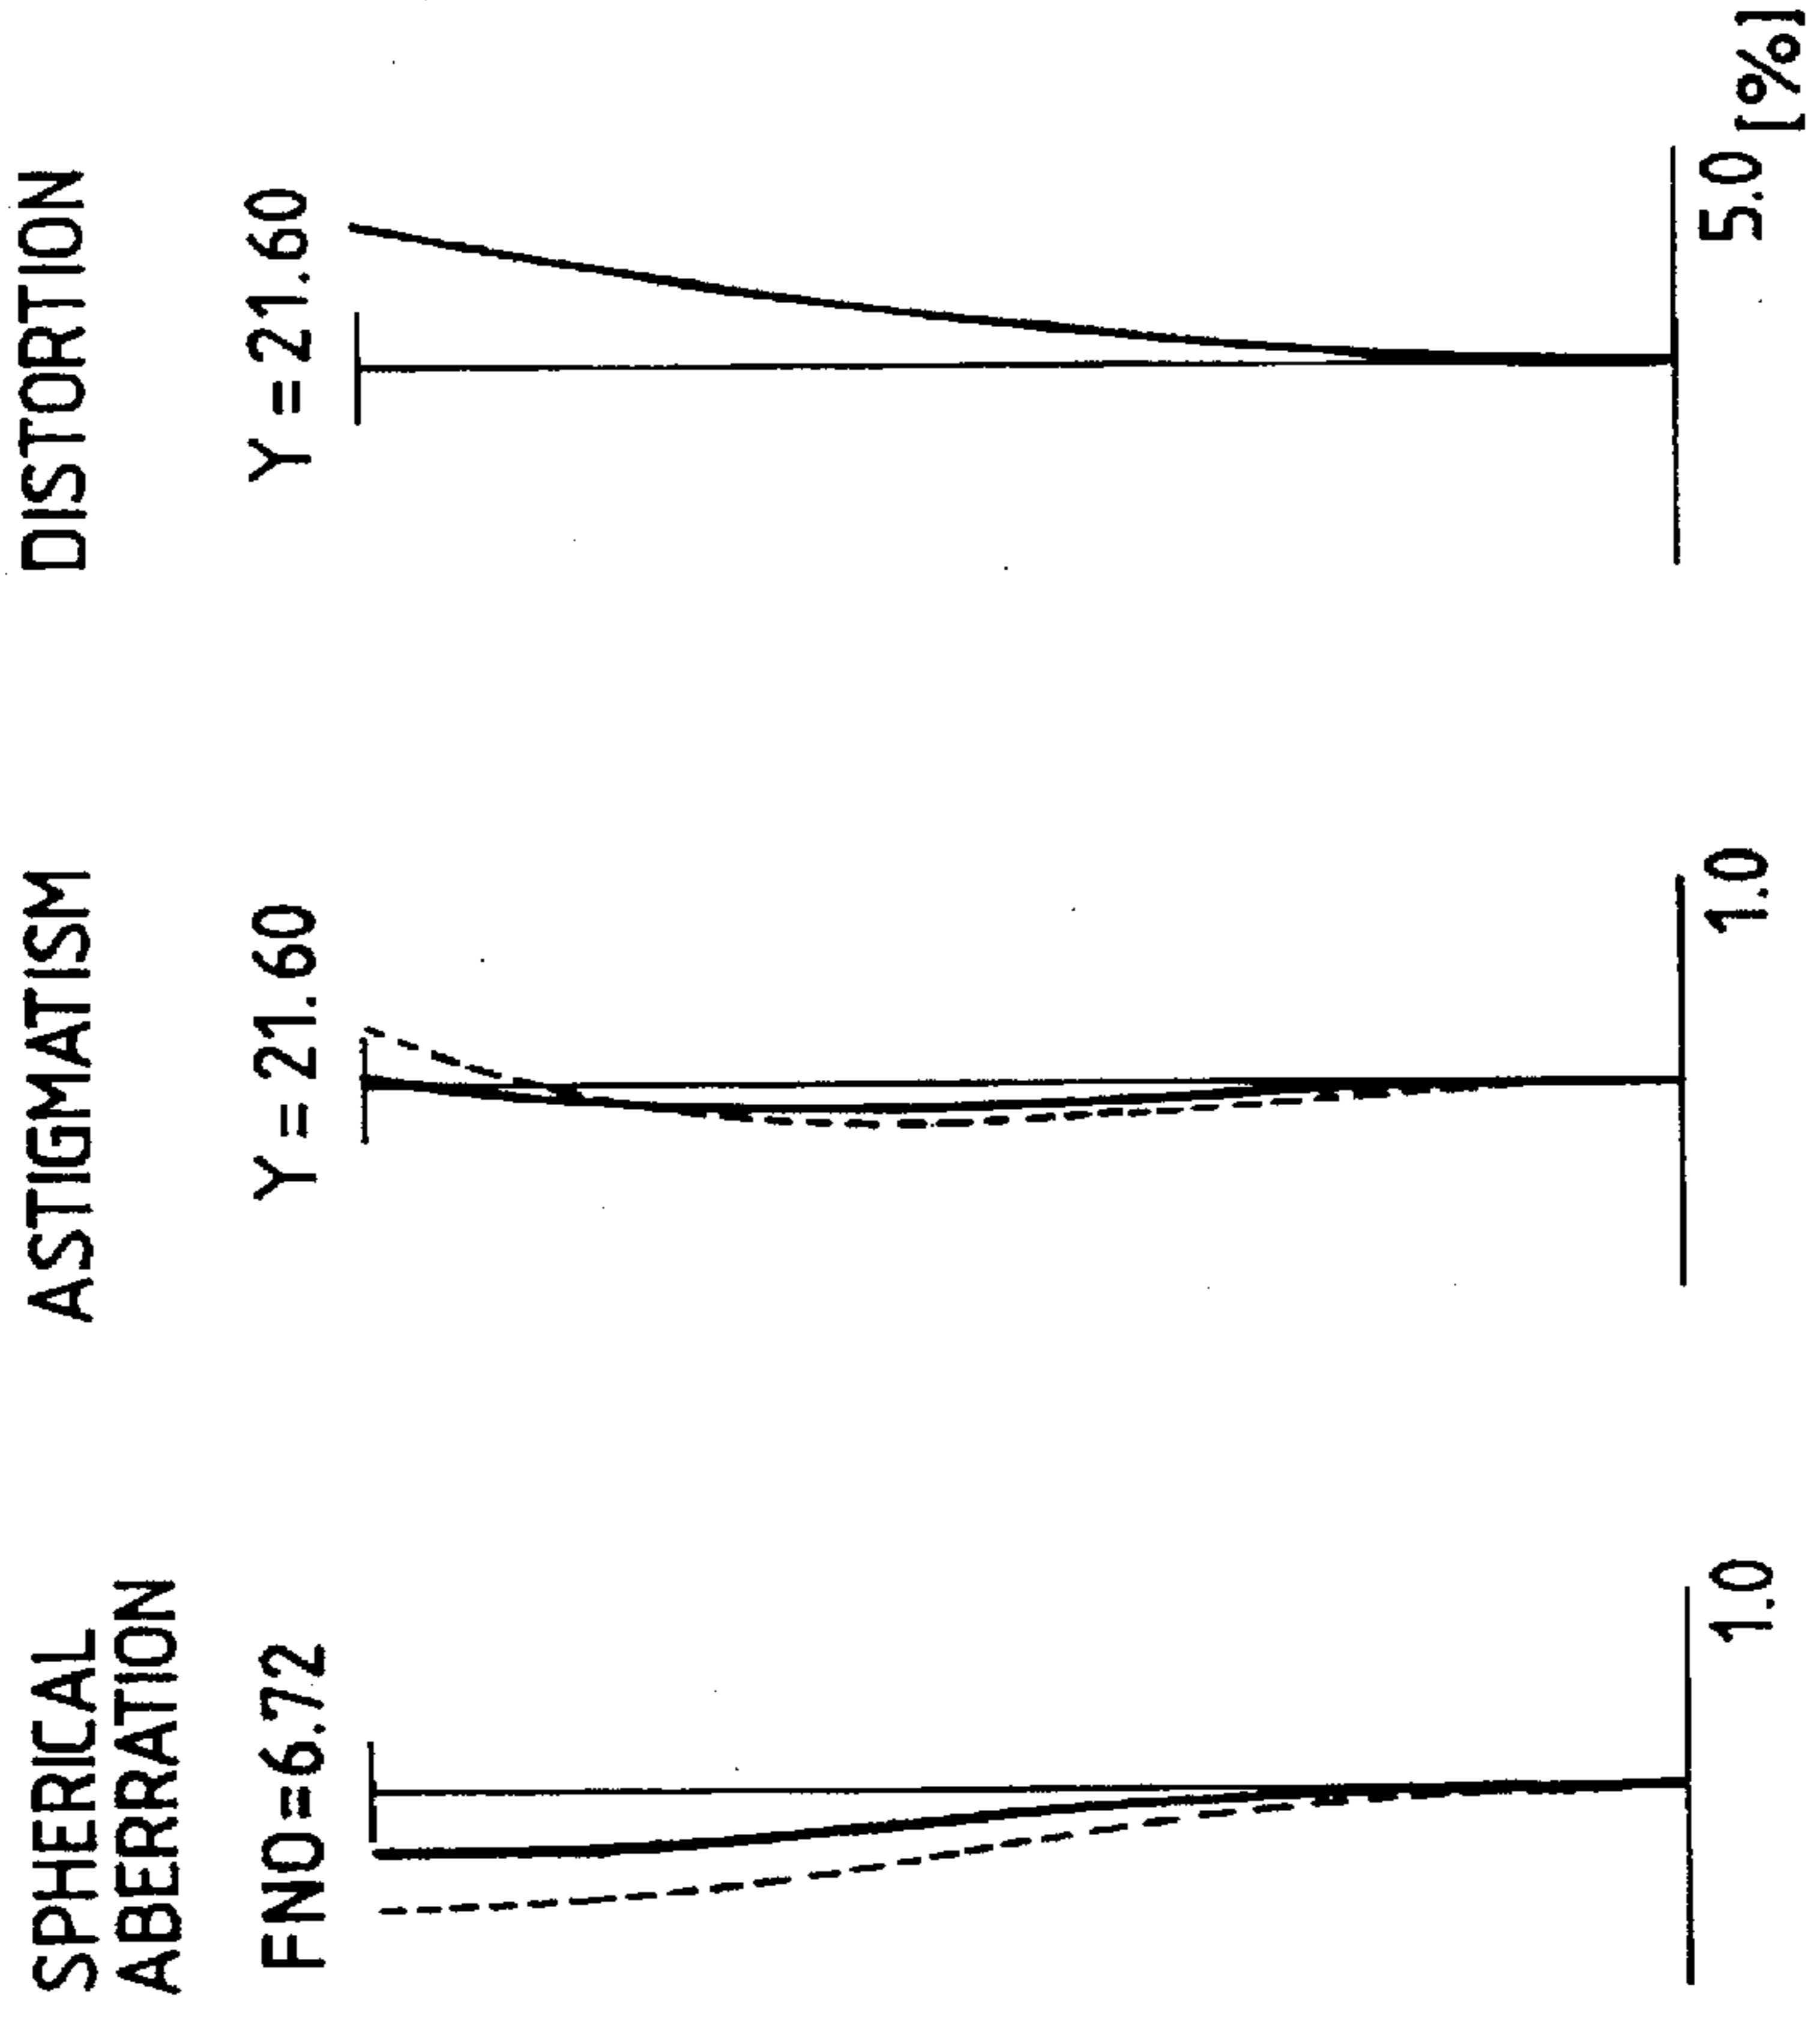 SPHERICAL
ABERRATION
FNO=6.72
1.0
ASTIGMATISM
Y = 21.60
1.0
DISTORTION
Y = 21.60
5.0 [%]